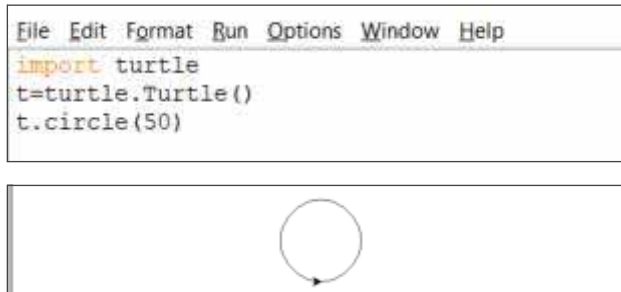 File Edit Format Run Options Window Help
import turtle
t=turtle.Turtle()
t.circle(50)